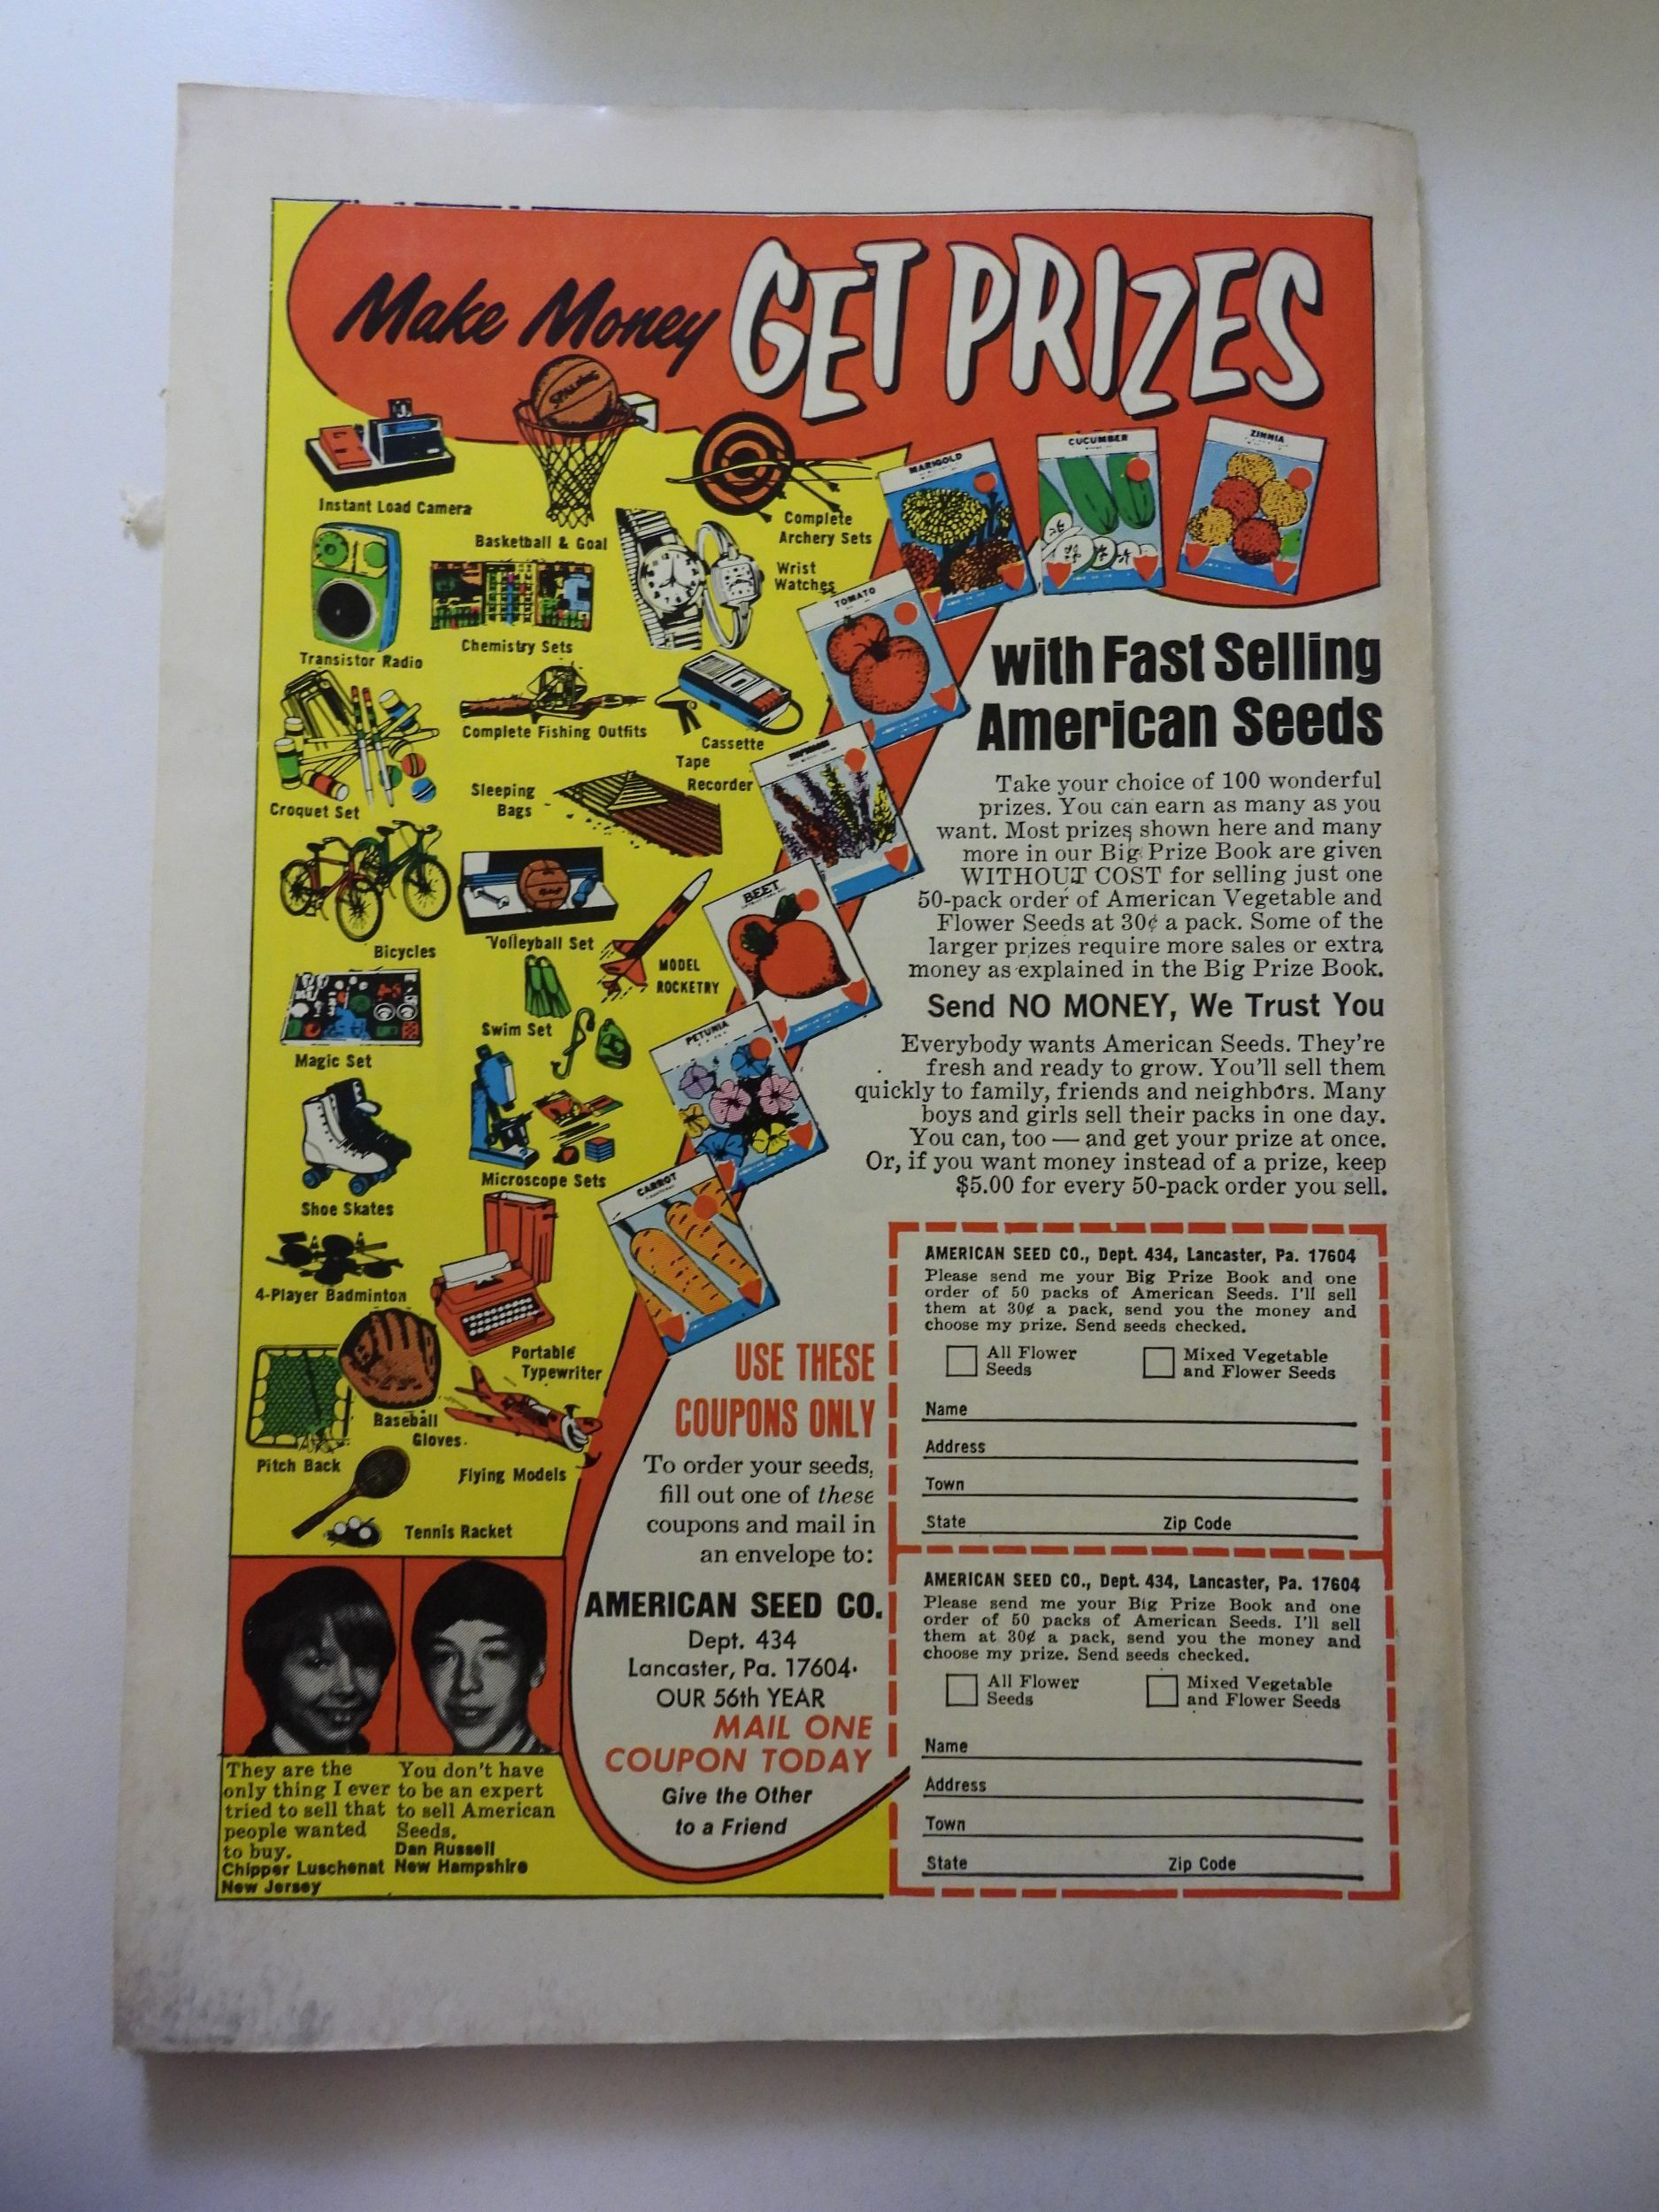 Make Money GET PRIZES
SPALDING
Instant Load Camera
Basketball & Goal
Complete
Archery Sets
Wrist
Watches
Transistor Radio
Chemistry Sets
Complete Fishing Outfits
Cassette
Tape
Recorder
Croquet Set
Sleeping
Bags
Bicycles
Volleyball Set
MODEL
ROCKETRY
Magic Set
Swim Set
Shoe Skates
Microscope Sets
4-Player Badminton
Portable
Typewriter
Baseball
Gloves
Pitch Back
Flying Models
Tennis Racket
MARIGOLD
CUCUMBER
ZINNIA
TOMATO
BEET
PETUNIA
CARROT
with Fast Selling
American Seeds
Take your choice of 100 wonderful
prizes. You can earn as many as you
want. Most prizes shown here and many
more in our Big Prize Book are given
WITHOUT COST for selling just one
50-pack order of American Vegetable and
Flower Seeds at 30¢ a pack. Some of the
larger prizes require more sales or extra
money as explained in the Big Prize Book.
Send NO MONEY, We Trust You
Everybody wants American Seeds. They're
fresh and ready to grow. You'll sell them
quickly to family, friends and neighbors. Many
boys and girls sell their packs in one day.
You can, too — and get your prize at once.
Or, if you want money instead of a prize, keep
$5.00 for every 50-pack order you sell.
USE THESE
COUPONS ONLY
To order your seeds,
fill out one of these
coupons and mail in
an envelope to:
AMERICAN SEED CO.
Dept. 434
Lancaster, Pa. 17604
OUR 56th YEAR
MAIL ONE
COUPON TODAY
Give the Other
to a Friend
They are the
only thing I ever
tried to sell that
people wanted
to buy.
Chipper Luschenat
New Jersey
You don't have
to be an expert
to sell American
Seeds.
Dan Russell
New Hampshire
AMERICAN SEED CO., Dept. 434, Lancaster, Pa. 17604
Please send me your Big Prize Book and one
order of 50 packs of American Seeds. I'll sell
them at 30¢ a pack, send you the money and
choose my prize. Send seeds checked.
All Flower
Seeds
Mixed Vegetable
and Flower Seeds
Name
Address
Town
State Zip Code
AMERICAN SEED CO., Dept. 434, Lancaster, Pa. 17604
Please send me your Big Prize Book and one
order of 50 packs of American Seeds. I'll sell
them at 30¢ a pack, send you the money and
choose my prize. Send seeds checked.
All Flower
Seeds
Mixed Vegetable
and Flower Seeds
Name
Address
Town
State Zip Code